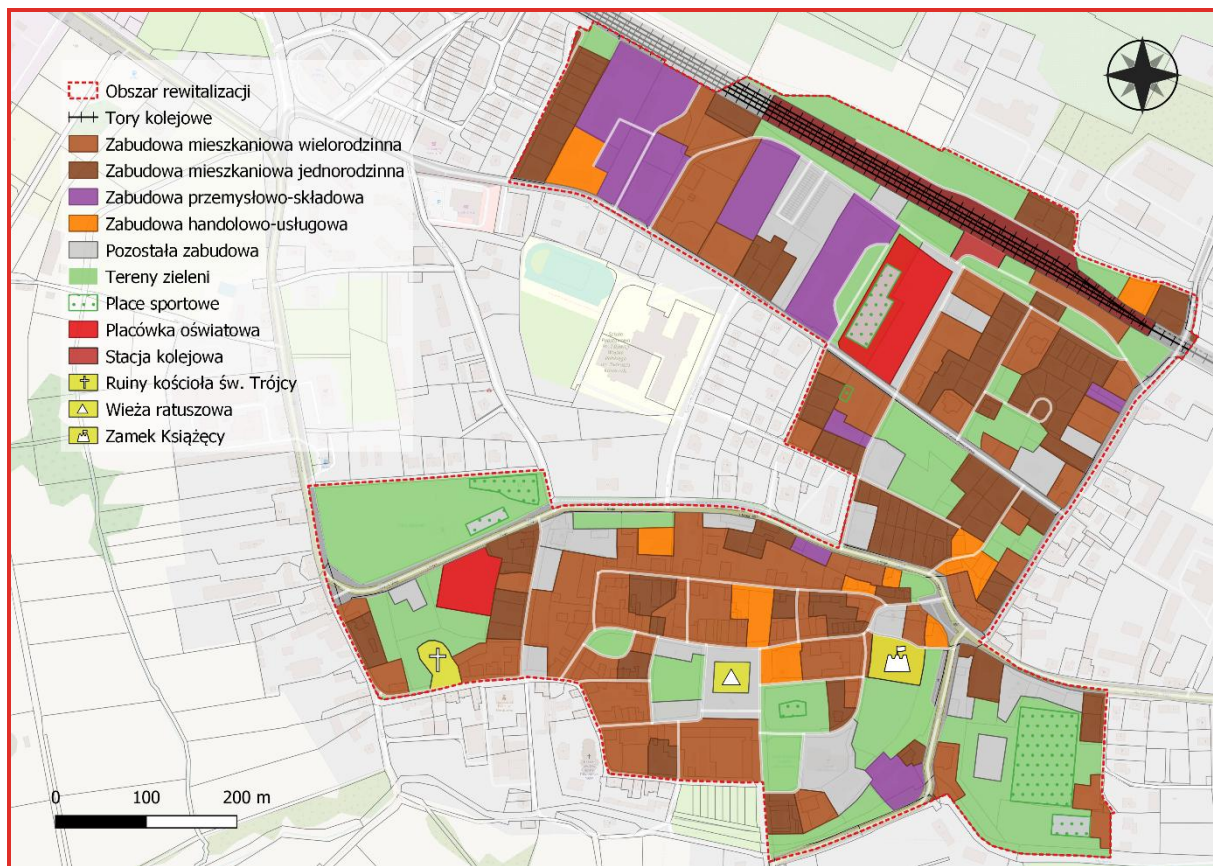 Obszar rewitalizacji
Tory kolejowe
Zabudowa mieszkaniowa wielorodzinna
Zabudowa mieszkaniowa jednorodzinna
Zabudowa przemysłowo-składowa
Zabudowa handolowo-usługowa
Pozostała zabudowa
Tereny zieleni
Place sportowe
Placówka oświatowa
Stacja kolejowa
Ruiny kościoła św. Trójcy
Wieża ratuszowa
Zamek Książęcy
0 100 200 m